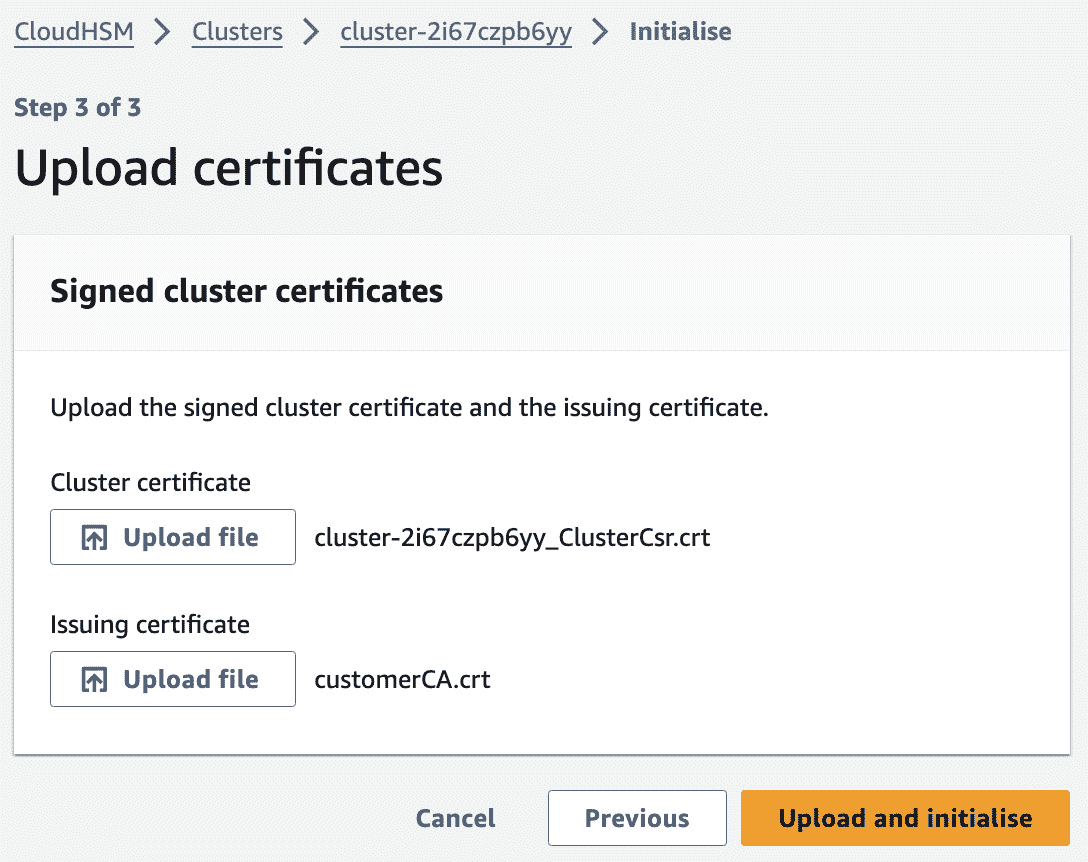 CloudHSM > Clusters > cluster-2i67czpb6yy > Initialise
Step 3 of 3
Upload certificates
Signed cluster certificates
Upload the signed cluster certificate and the issuing certificate.
Cluster certificate
Upload file cluster-2i67czpb6yy_ClusterCsr.crt
Issuing certificate
Upload file customerCA.crt
Cancel Previous Upload and initialise